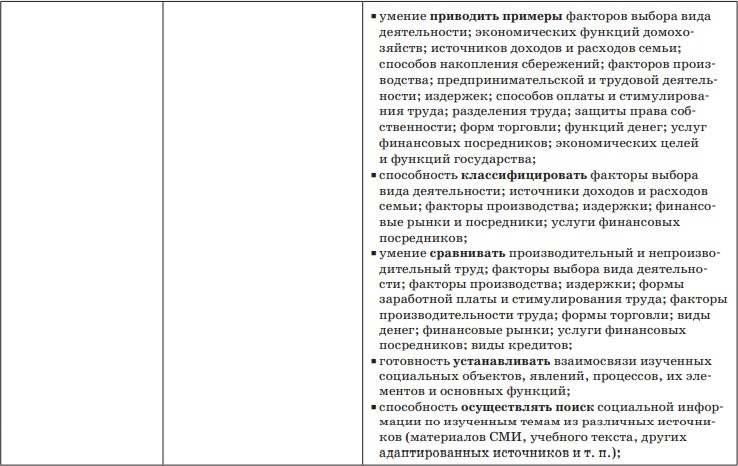 ▪ умение приводить примеры факторов выбора вида
деятельности; экономических функций домохо-
зяйств; источников доходов и расходов семьи;
способов накопления сбережений; факторов произ-
водства; предпринимательской и трудовой деятель-
ности; издержек; способов оплаты и стимулирова-
ния труда; разделения труда; защиты права соб-
ственности; форм торговли; функций денег; услуг
финансовых посредников; экономических целей
и функций государства;
▪ способность классифицировать факторы выбора
вида деятельности; источники доходов и расходов
семьи; факторы производства; издержки; финансо-
вые рынки и посредники; услуги финансовых
посредников;
▪ умение сравнивать производительный и непроизво-
дительный труд; факторы выбора вида деятельно-
сти; факторы производства; издержки; формы
заработной платы и стимулирования труда; факторы
производительности труда; формы торговли; виды
денег; финансовые рынки; услуги финансовых
посредников; виды кредитов;
▪ готовность устанавливать взаимосвязи изученных
социальных объектов, явлений, процессов, их эле-
ментов и основных функций;
▪ способность осуществлять поиск социальной инфор-
мации по изученным темам из различных источни-
ков (материалов СМИ, учебного текста, других
адаптированных источников и т. п.);